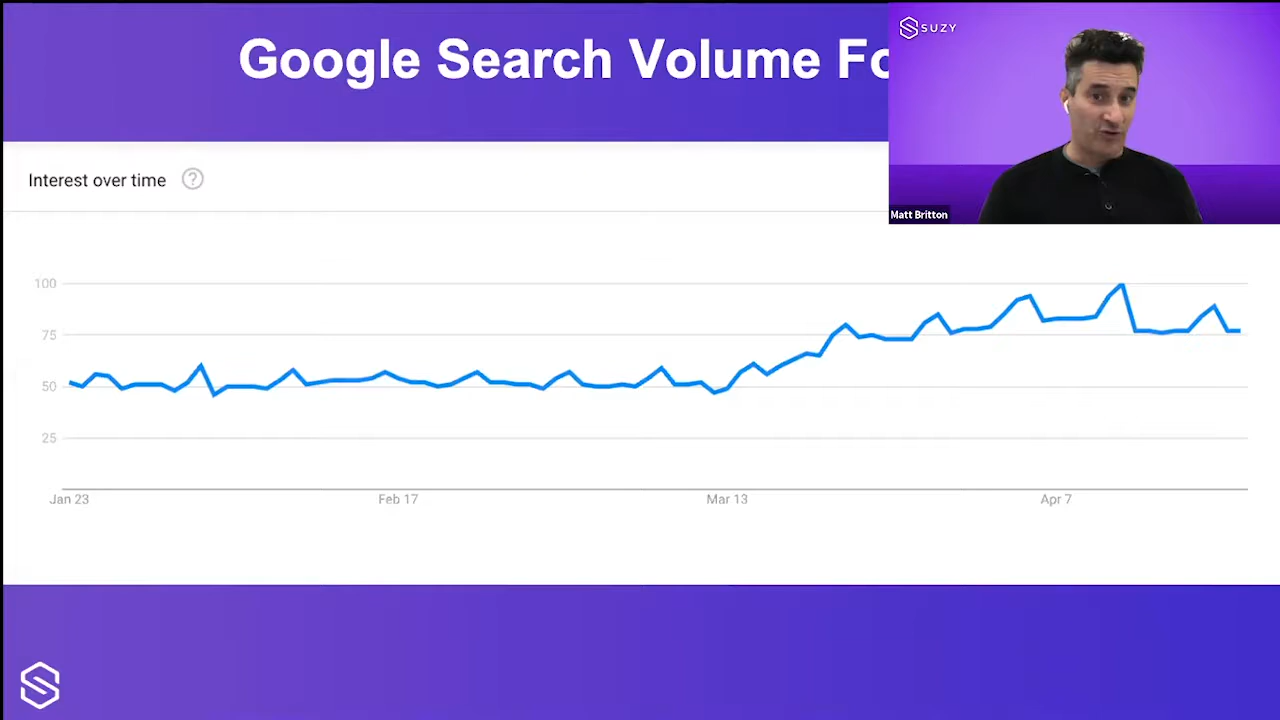 Google Search Volume Fo
SUZY
Matt Britton
Interest over time ?
100
75
50
25
Jan 23
Feb 17
Mar 13
Apr 7